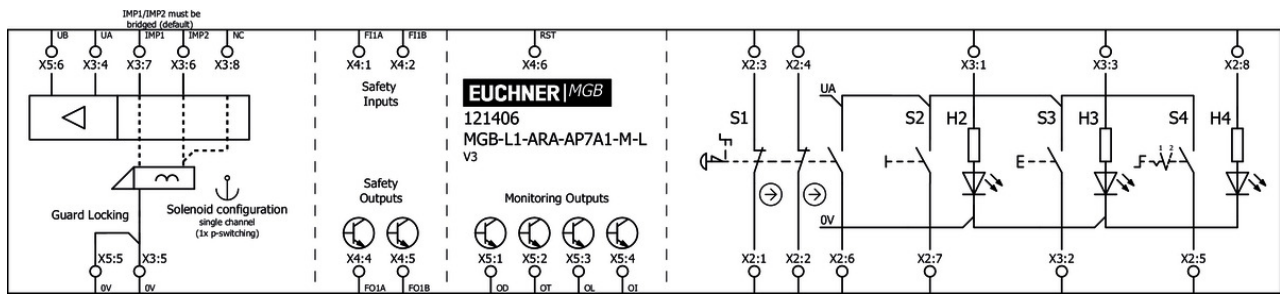 IMP1/IMP2 must be
bridged (default)
UB UA IMP1 IMP2 NC FI1A FI1B RST
X5:6 X3:4 X3:7 X3:6 X3:8 X4:1 X4:2 X4:6 X2:3 X2:4 X3:1 X3:3 X2:8
Safety
Inputs
EUCHNER MGB
121406
MGB-L1-ARA-AP7A1-M-L
V3
UA
S1 S2 H2 S3 H3 S4 H4
1 2
Safety
Outputs
Monitoring Outputs
Guard Locking
Solenoid configuration
single channel
(1x p-switching)
0V
X5:5 X3:5 X4:4 X4:5 X5:1 X5:2 X5:3 X5:4 X2:1 X2:2 X2:6 X2:7 X3:2 X2:5
0V 0V FO1A FO1B OD OT OL OI